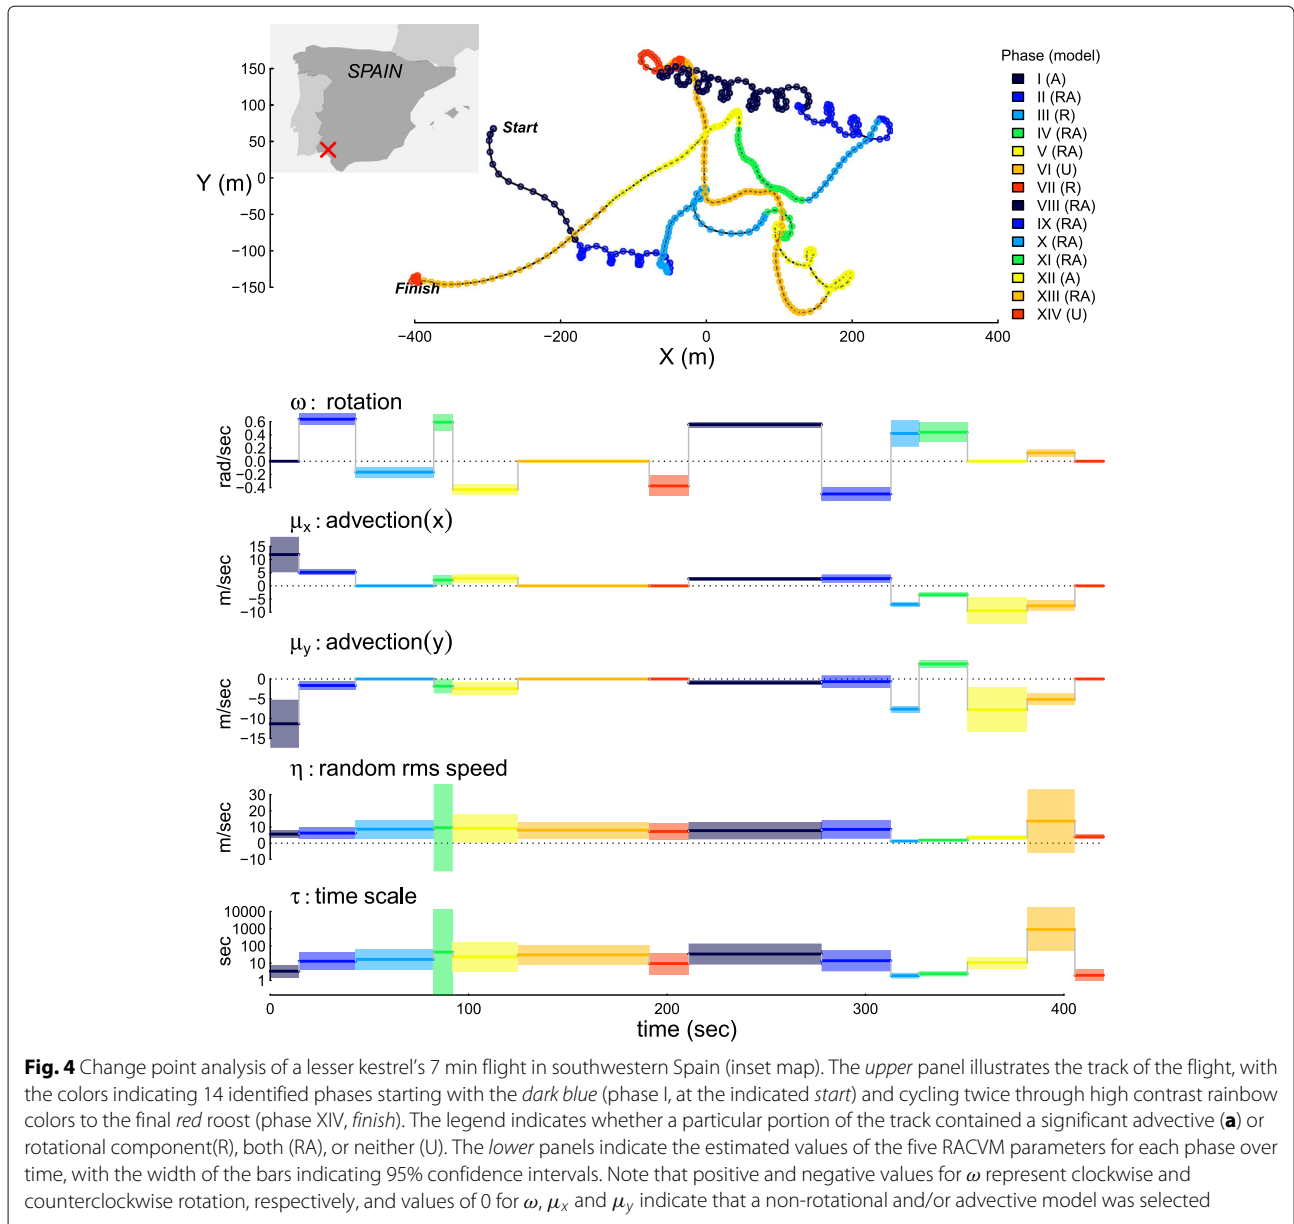 SPAIN
Start
Finish
Y (m)
150
100
50
0
−50
−100
−150
−400
−200
0
200
400
X (m)
Phase (model)
I (A)
II (RA)
III (R)
IV (RA)
V (RA)
VI (U)
VII (R)
VIII (RA)
IX (RA)
X (RA)
XI (RA)
XII (A)
XIII (RA)
XIV (U)
ω: rotation
rad/sec
0.6
0.4
0.2
0.0
−0.2
−0.4
μx : advection(x)
m/sec
15
10
5
0
−5
−10
μy : advection(y)
m/sec
0
−5
−10
−15
η : random rms speed
m/sec
30
20
10
0
−10
τ : time scale
sec
10000
1000
100
10
1
0
100
200
300
400
time (sec)
Fig. 4 Change point analysis of a lesser kestrel's 7 min flight in southwestern Spain (inset map). The upper panel illustrates the track of the flight, with
the colors indicating 14 identified phases starting with the dark blue (phase I, at the indicated start) and cycling twice through high contrast rainbow
colors to the final red roost (phase XIV, finish). The legend indicates whether a particular portion of the track contained a significant advective (a) or
rotational component(R), both (RA), or neither (U). The lower panels indicate the estimated values of the five RACVM parameters for each phase over
time, with the width of the bars indicating 95% confidence intervals. Note that positive and negative values for ω represent clockwise and
counterclockwise rotation, respectively, and values of 0 for ω, μx and μy indicate that a non-rotational and/or advective model was selected